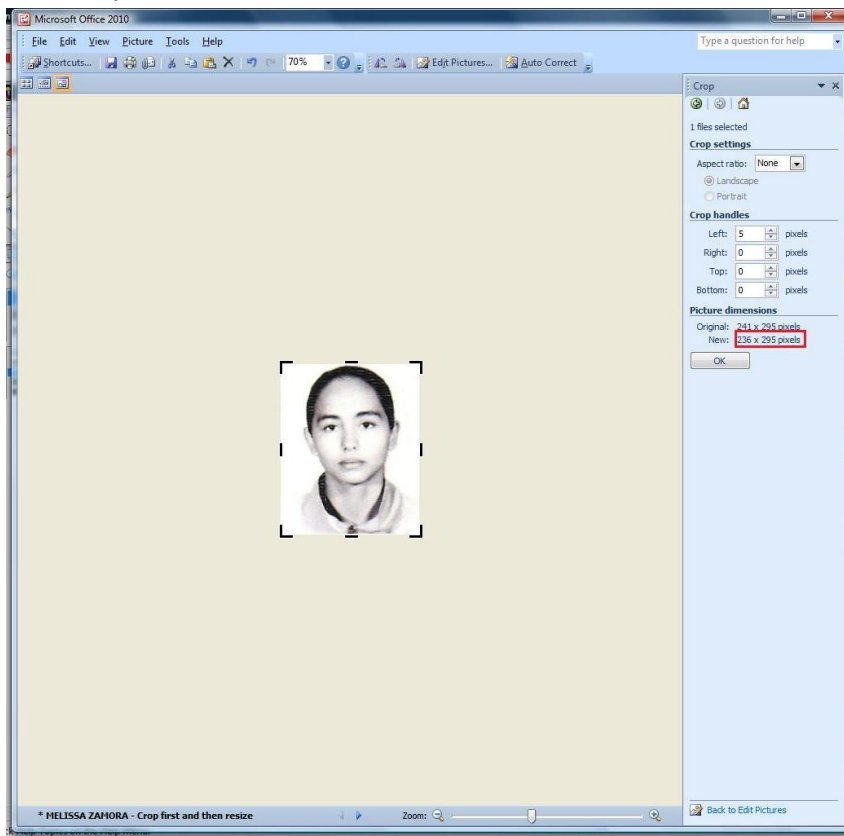 Microsoft Office 2010
File Edit View Picture Tools Help
Type a question for help
Shortcuts... 70% Edit Pictures... Auto Correct
Crop
1 files selected
Crop settings
Aspect ratio: None
Landscape
Portrait
Crop handles
Left: 5 pixels
Right: 0 pixels
Top: 0 pixels
Bottom: 0 pixels
Picture dimensions
Original: 241 x 295 pixels
New: 236 x 295 pixels
OK
Back to Edit Pictures
* MELISSA ZAMORA - Crop first and then resize Zoom: